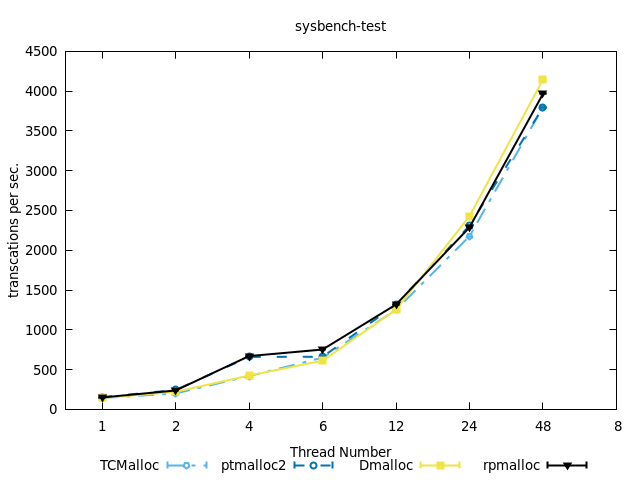 sysbench-test
4500
4000
3500
3000
2500
2000
1500
1000
500
0
transcations per sec.
1 2 4 6 12 24 48 8
Thread Number
TCMalloc ptmalloc2 Dmalloc rpmalloc